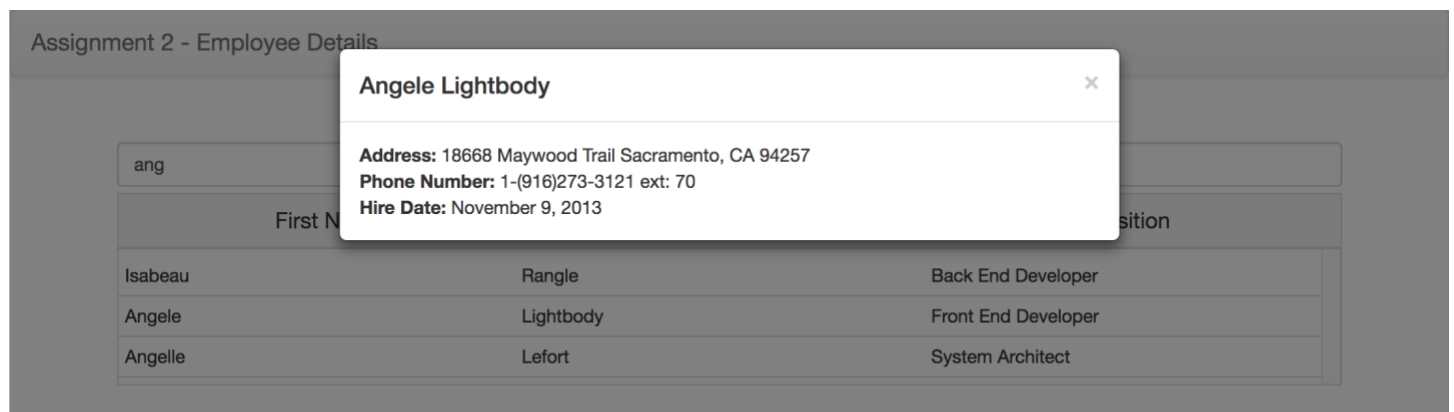 Assignment 2 - Employee Details
Angele Lightbody ×
Address: 18668 Maywood Trail Sacramento, CA 94257
Phone Number: 1-(916)273-3121 ext: 70
Hire Date: November 9, 2013
ang
First
Isabeau Rangle Back End Developer
Angele Lightbody Front End Developer
Angelle Lefort System Architect